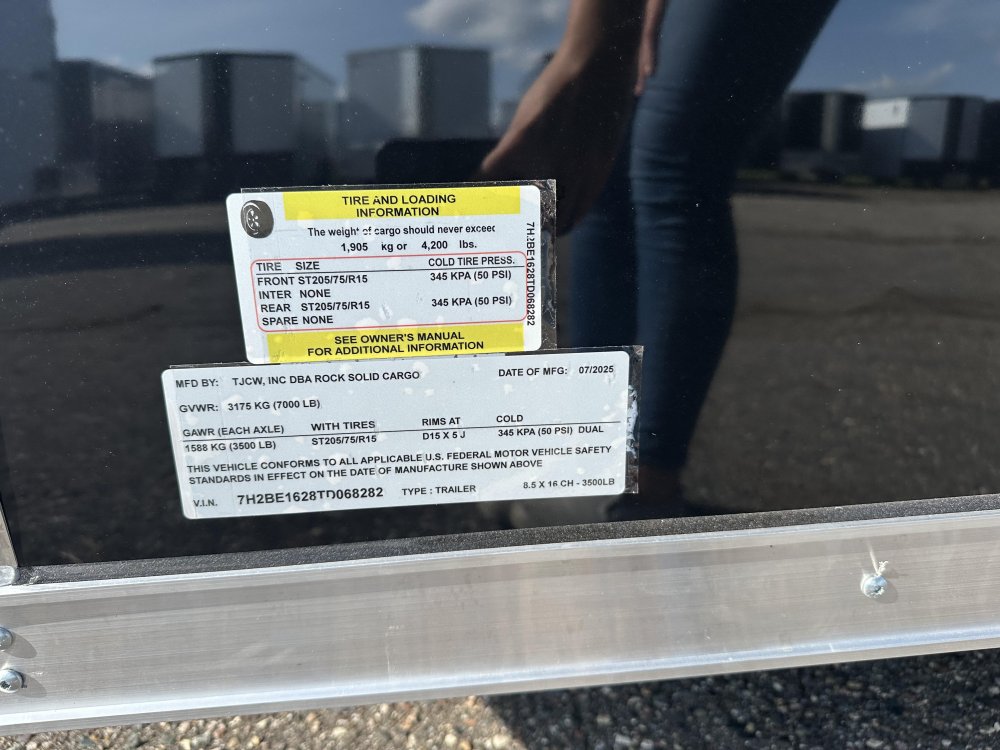 TIRE AND LOADING
INFORMATION
The weight of cargo should never exceed
1,905 kg or 4,200 lbs.
TIRE SIZE COLD TIRE PRESS.
FRONT ST205/75/R15 345 KPA (50 PSI)
INTER NONE
REAR ST205/75/R15 345 KPA (50 PSI)
SPARE NONE
SEE OWNER'S MANUAL
FOR ADDITIONAL INFORMATION
7H2BE1628TD068282
MFD BY: TJCW, INC DBA ROCK SOLID CARGO DATE OF MFG: 07/2025
GVWR: 3175 KG (7000 LB)
GAWR (EACH AXLE) WITH TIRES RIMS AT COLD
1588 KG (3500 LB) ST205/75/R15 D15 X 5 J 345 KPA (50 PSI) DUAL
THIS VEHICLE CONFORMS TO ALL APPLICABLE U.S. FEDERAL MOTOR VEHICLE SAFETY
STANDARDS IN EFFECT ON THE DATE OF MANUFACTURE SHOWN ABOVE
V.I.N. 7H2BE1628TD068282 TYPE : TRAILER 8.5 X 16 CH - 3500LB